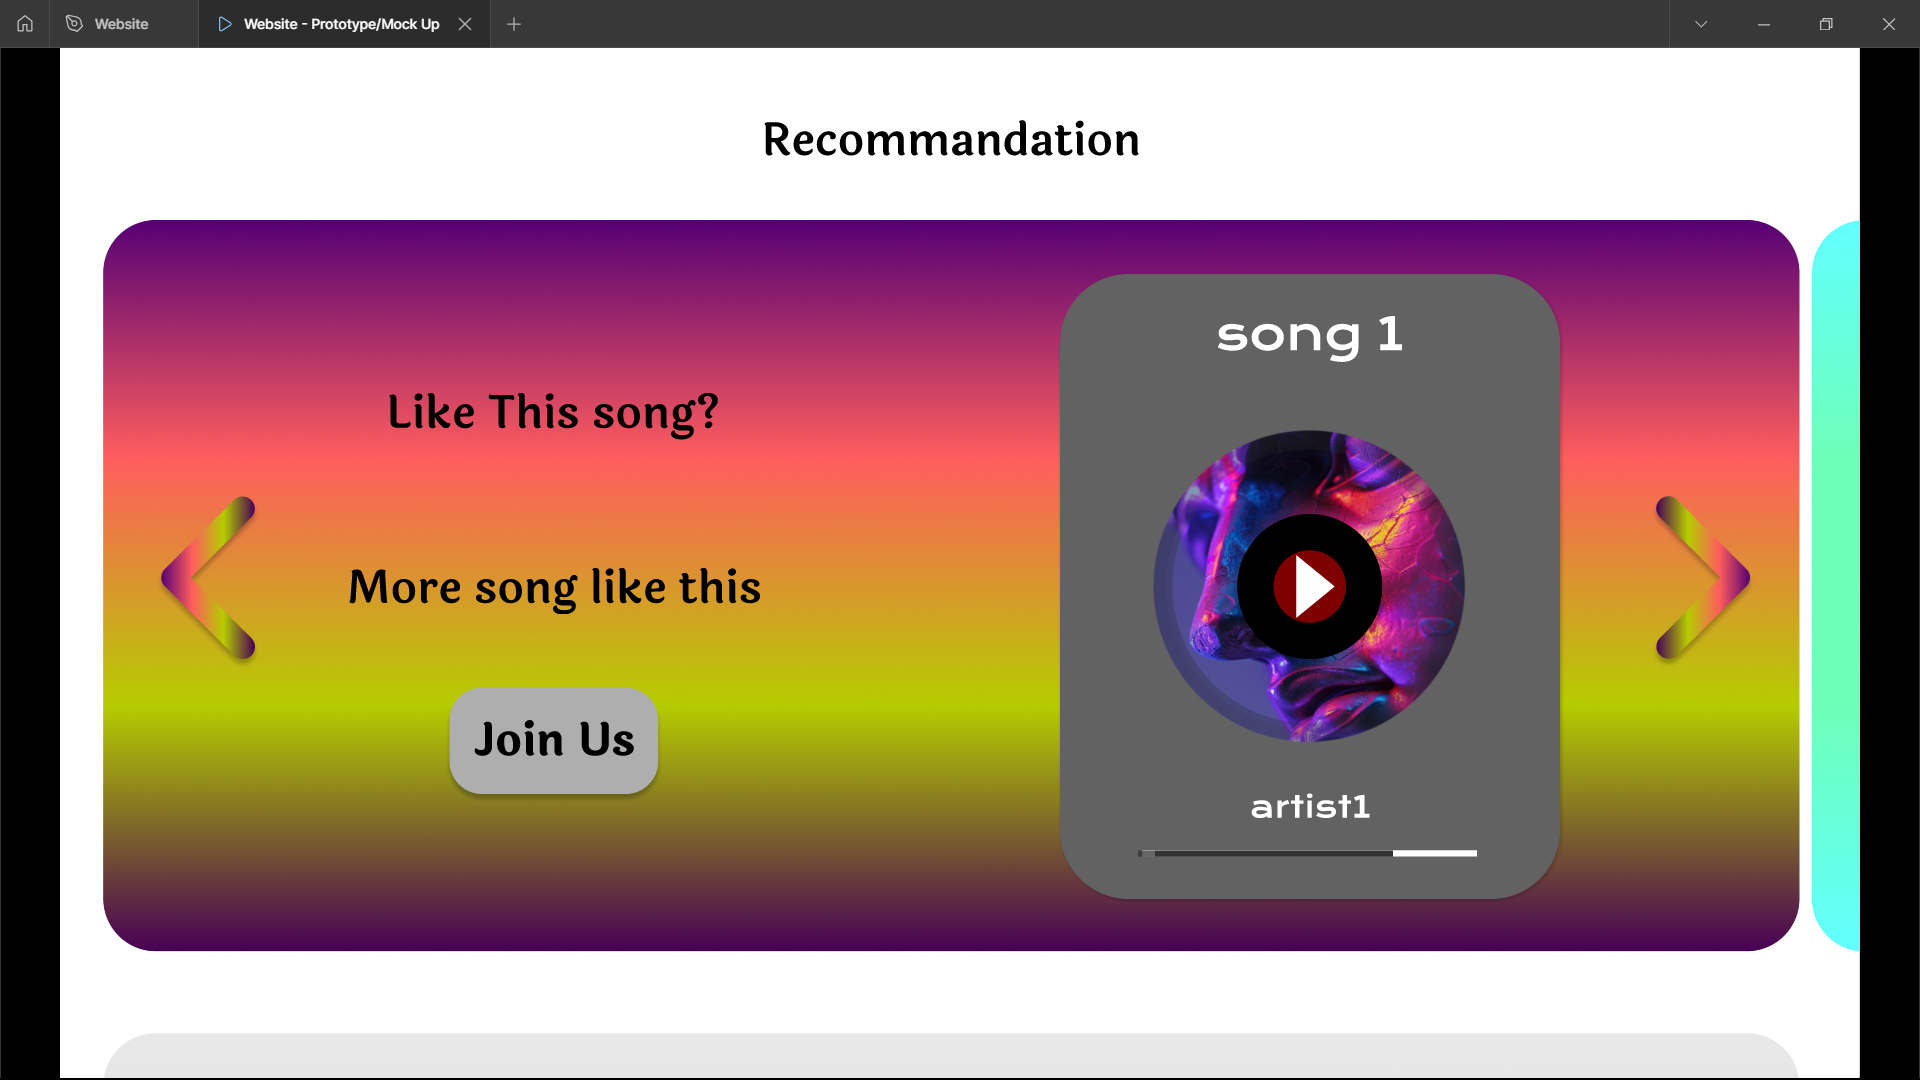 Website
Website - Prototype/Mock Up
Recommandation
Like This song?
More song like this
Join Us
song 1
artist1